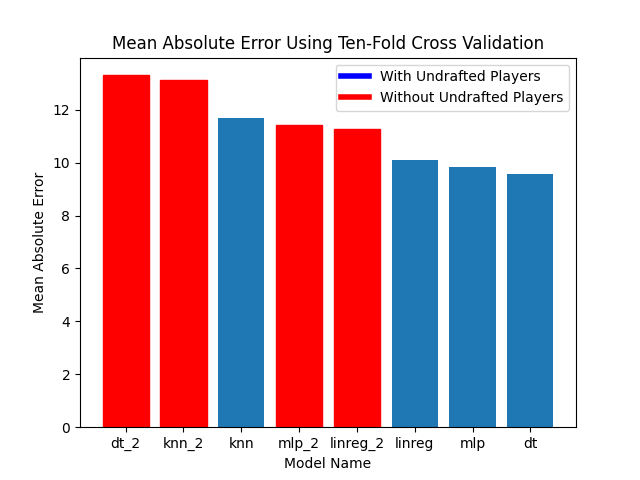 Mean Absolute Error Using Ten-Fold Cross Validation
With Undrafted Players
Without Undrafted Players
Mean Absolute Error
12
10
8
6
4
2
0
dt_2 knn_2 knn mlp_2 linreg_2 linreg mlp dt
Model Name